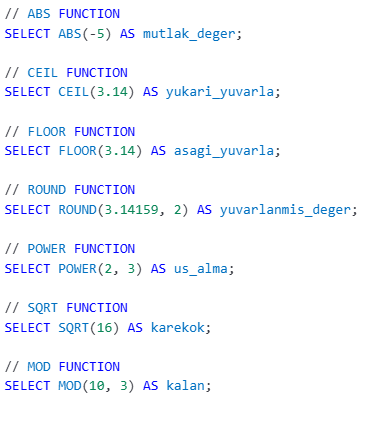 // ABS FUNCTION
SELECT ABS(-5) AS mutlak_deger;
// CEIL FUNCTION
SELECT CEIL(3.14) AS yukari_yuvarla;
// FLOOR FUNCTION
SELECT FLOOR(3.14) AS asagi_yuvarla;
// ROUND FUNCTION
SELECT ROUND(3.14159, 2) AS yuvarlanmis_deger;
// POWER FUNCTION
SELECT POWER(2, 3) AS us_alma;
// SQRT FUNCTION
SELECT SQRT(16) AS karekok;
// MOD FUNCTION
SELECT MOD(10, 3) AS kalan;